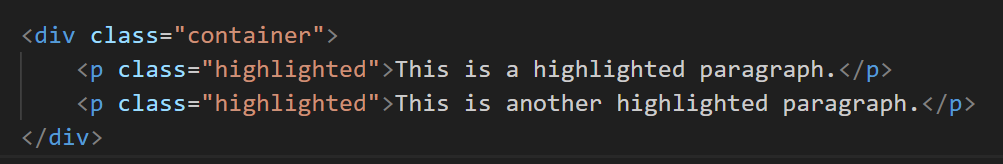 <div class="container">
    <p class="highlighted">This is a highlighted paragraph.</p>
    <p class="highlighted">This is another highlighted paragraph.</p>
</div>